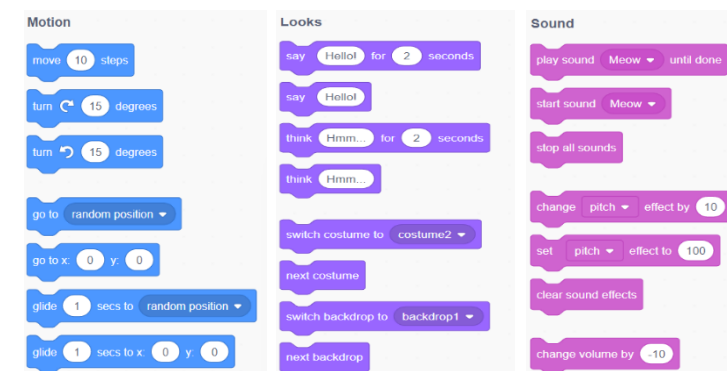 Motion
move 10 steps
turn 15 degrees
turn 15 degrees
go to random position
go to x: 0 y: 0
glide 1 secs to random position
glide 1 secs to x: 0 y: 0
Looks
say Hello! for 2 seconds
say Hello!
think Hmm... for 2 seconds
think Hmm...
switch costume to costume2
next costume
switch backdrop to backdrop1
next backdrop
Sound
play sound Meow until done
start sound Meow
stop all sounds
change pitch effect by 10
set pitch effect to 100
clear sound effects
change volume by -10